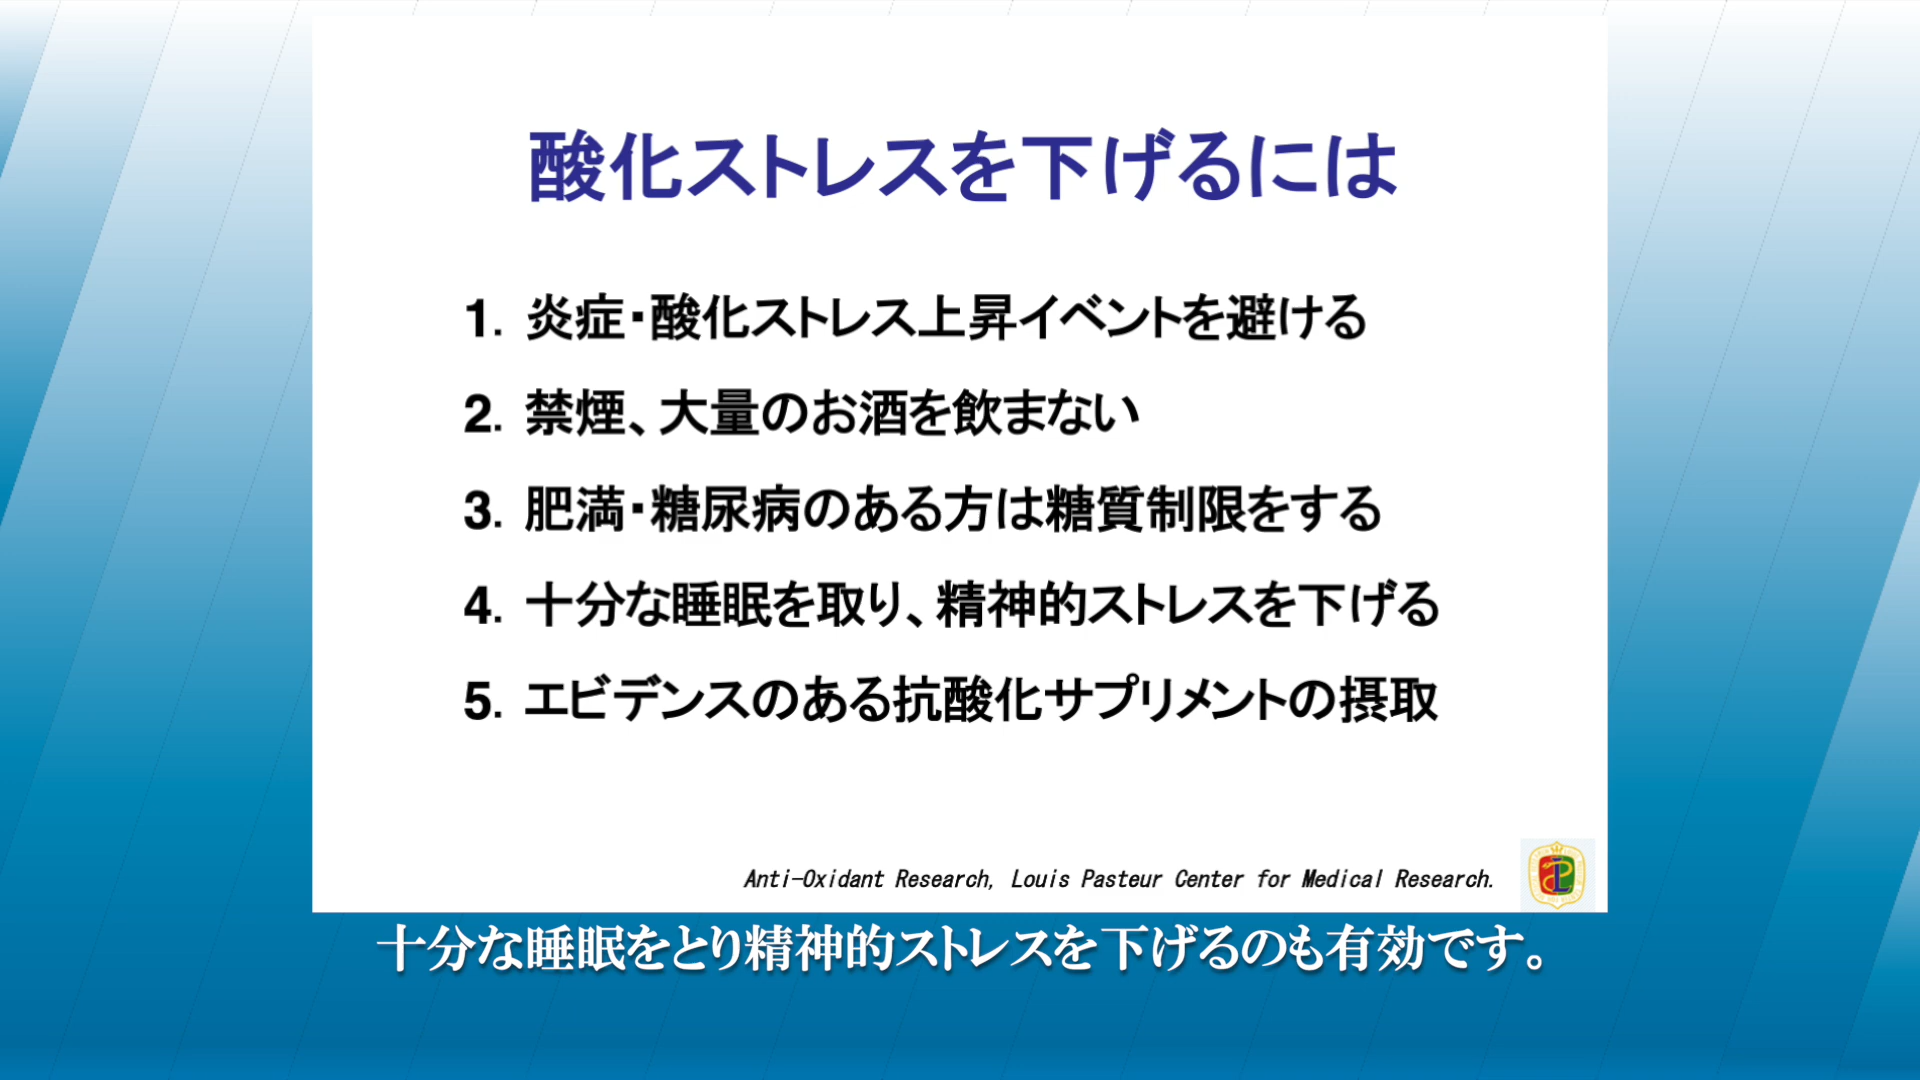 酸化ストレスを下げるには
1. 炎症・酸化ストレス上昇イベントを避ける
2. 禁煙、大量のお酒を飲まない
3. 肥満・糖尿病のある方は糖質制限をする
4. 十分な睡眠を取り、精神的ストレスを下げる
5. エビデンスのある抗酸化サプリメントの摂取
Anti-Oxidant Research, Louis Pasteur Center for Medical Research.
十分な睡眠をとり精神的ストレスを下げるのも有効です。